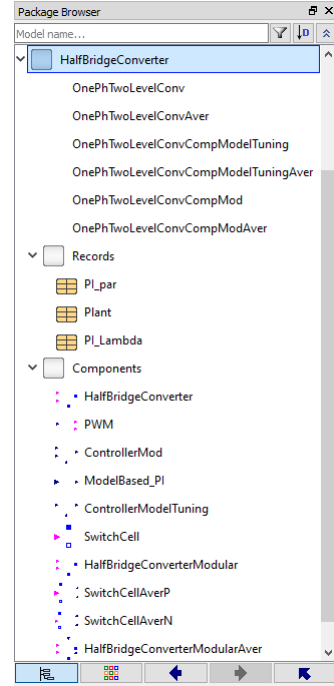 Package Browser
Model name...
HalfBridgeConverter
OnePhTwoLevelConv
OnePhTwoLevelConvAver
OnePhTwoLevelConvCompModelTuning
OnePhTwoLevelConvCompModelTuningAver
OnePhTwoLevelConvCompMod
OnePhTwoLevelConvCompModAver
Records
PI_par
Plant
PI_Lambda
Components
HalfBridgeConverter
PWM
ControllerMod
ModelBased_PI
ControllerModelTuning
SwitchCell
HalfBridgeConverterModular
SwitchCellAverP
SwitchCellAverN
HalfBridgeConverterModularAver